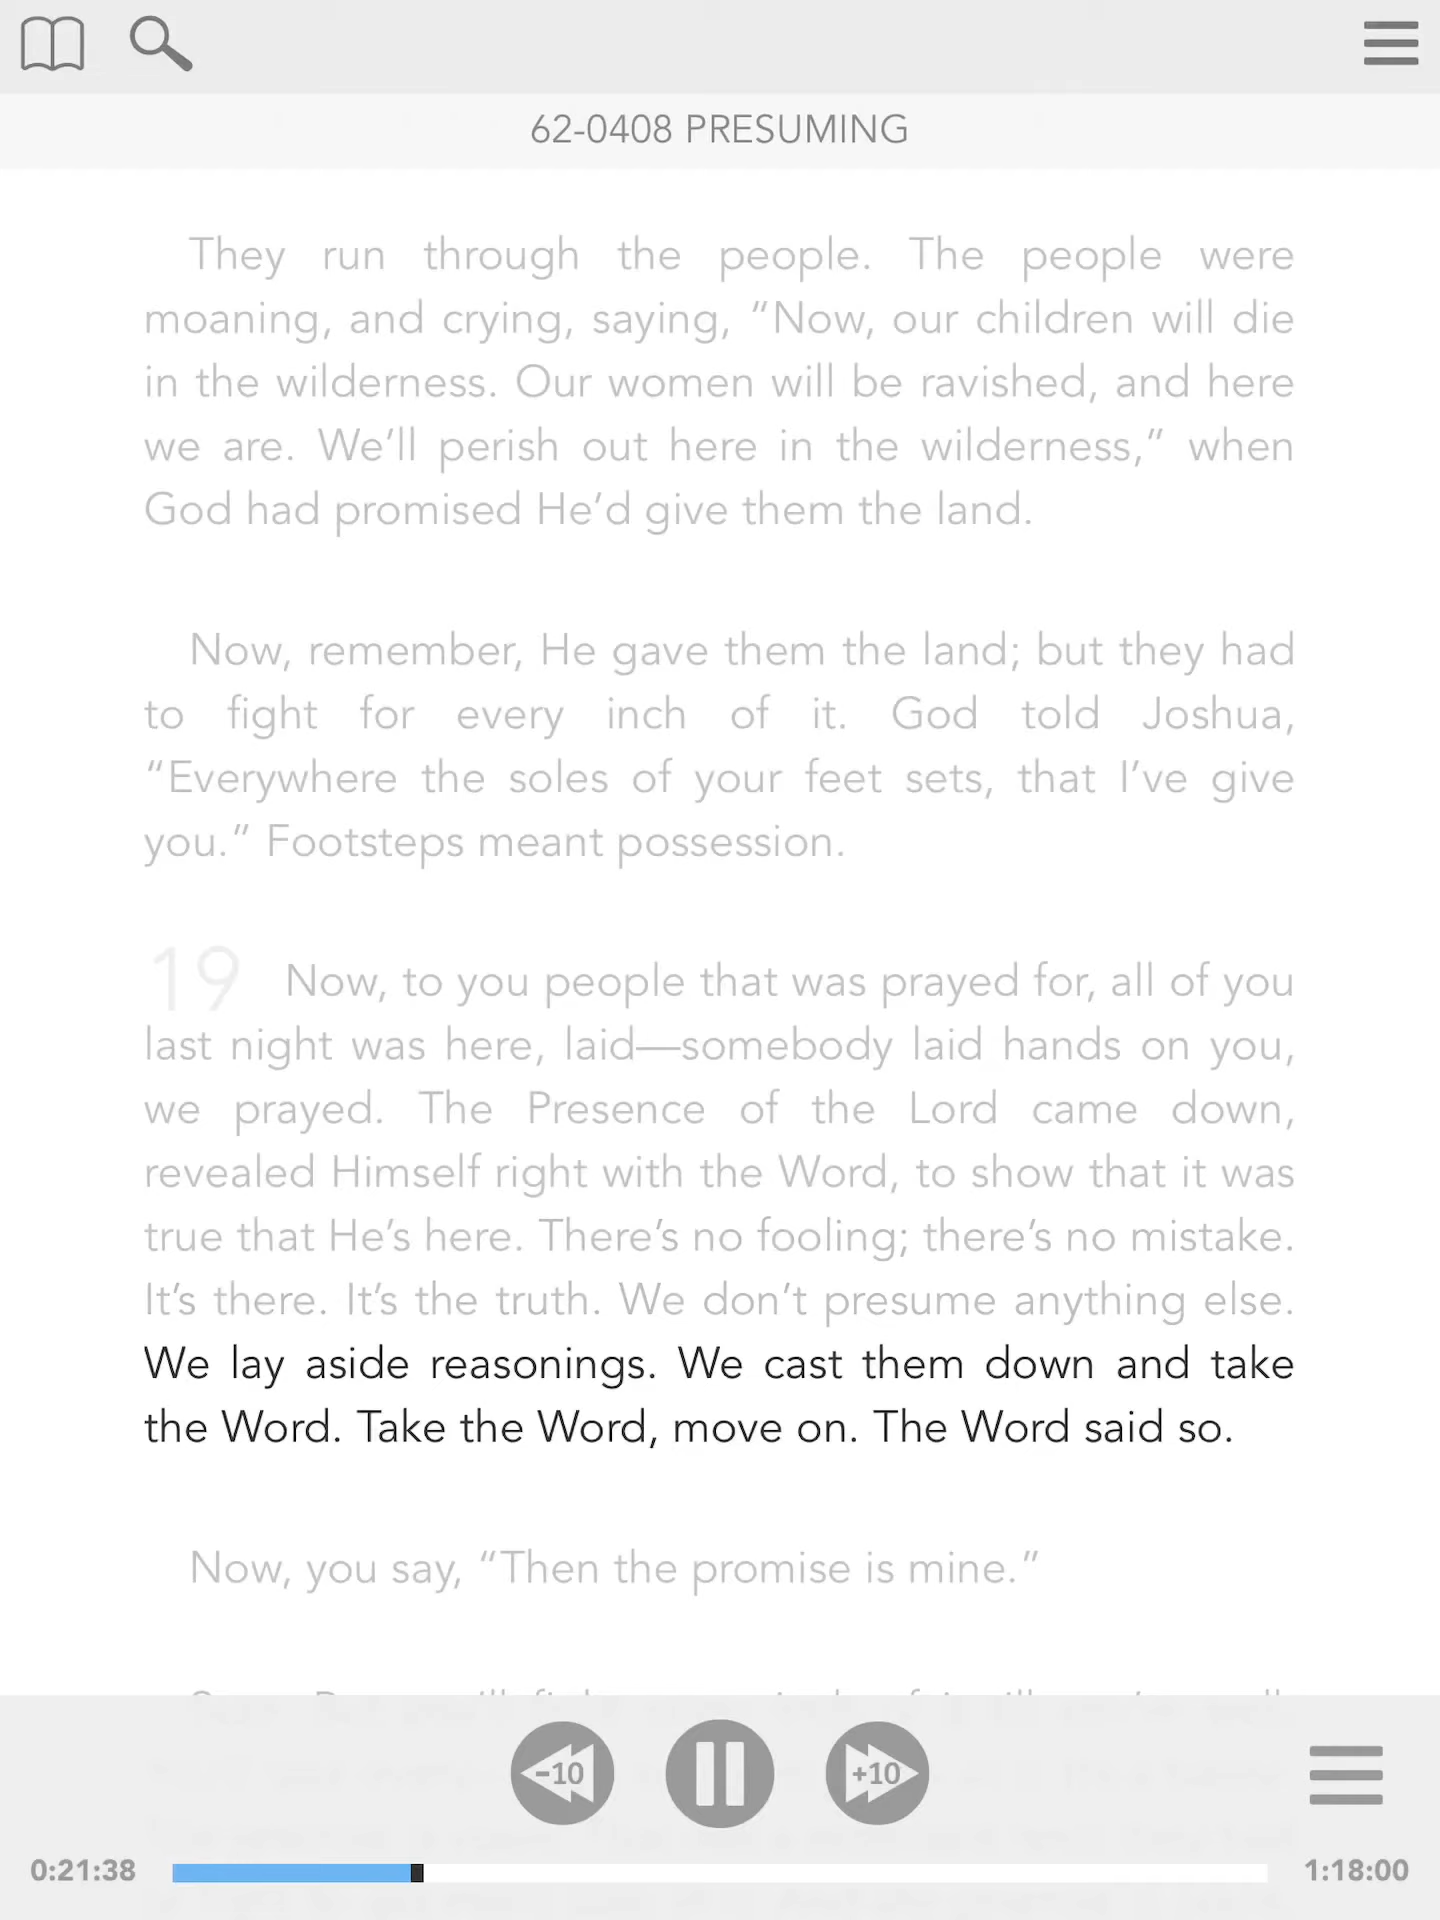 62-0408 PRESUMING
They run through the people. The people were
moaning, and crying, saying, “Now, our children will die
in the wilderness. Our women will be ravished, and here
we are. We’ll perish out here in the wilderness,” when
God had promised He’d give them the land.
Now, remember, He gave them the land; but they had
to fight for every inch of it. God told Joshua,
“Everywhere the soles of your feet sets, that I’ve give
you.” Footsteps meant possession.
19 Now, to you people that was prayed for, all of you
last night was here, laid—somebody laid hands on you,
we prayed. The Presence of the Lord came down,
revealed Himself right with the Word, to show that it was
true that He’s here. There’s no fooling; there’s no mistake.
It’s there. It’s the truth. We don’t presume anything else.
We lay aside reasonings. We cast them down and take
the Word. Take the Word, move on. The Word said so.
Now, you say, “Then the promise is mine.”
-10 +10
0:21:38 1:18:00